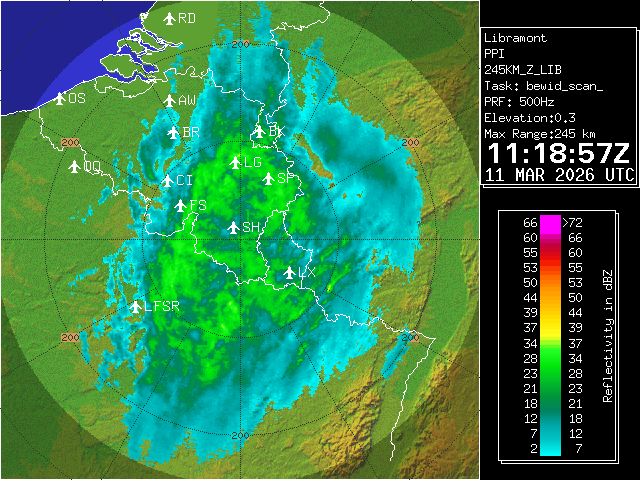 RD
200
OS
AW
BR
BK
200
200
OO
LG
CI
SP
FS
SH
LX
LFSR
200
200
200
Libramont
PPI
245KM_Z_LIB
Task: bewid_scan_
PRF: 500Hz
Elevation:0.3
Max Range:245 km
11:18:57Z
11 MAR 2026 UTC
66 >72
60 66
55 60
53 55
50 53
44 50
39 44
37 39
34 37
28 34
23 28
21 23
18 21
12 18
7 12
2 7
Reflectivity in dBZ